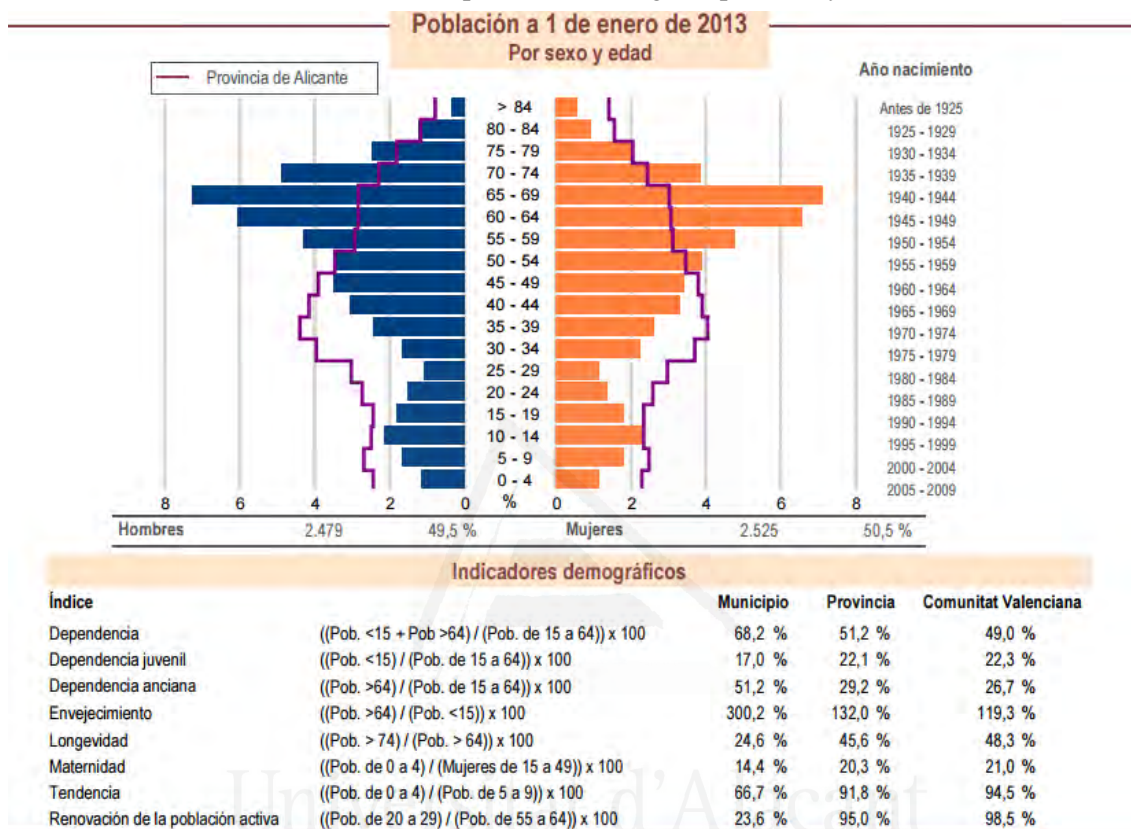 Población a 1 de enero de 2013
Por sexo y edad
Provincia de Alicante
Año nacimiento
> 84 Antes de 1925
80 - 84 1925 - 1929
75 - 79 1930 - 1934
70 - 74 1935 - 1939
65 - 69 1940 - 1944
60 - 64 1945 - 1949
55 - 59 1950 - 1954
50 - 54 1955 - 1959
45 - 49 1960 - 1964
40 - 44 1965 - 1969
35 - 39 1970 - 1974
30 - 34 1975 - 1979
25 - 29 1980 - 1984
20 - 24 1985 - 1989
15 - 19 1990 - 1994
10 - 14 1995 - 1999
5 - 9 2000 - 2004
0 - 4 2005 - 2009
8 6 4 2 0 % 0 2 4 6 8
Hombres 2.479 49,5 % Mujeres 2.525 50,5 %
Indicadores demográficos
Índice Municipio Provincia Comunitat Valenciana
Dependencia ((Pob. <15 + Pob >64) / (Pob. de 15 a 64)) x 100 68,2 % 51,2 % 49,0 %
Dependencia juvenil ((Pob. <15) / (Pob. de 15 a 64)) x 100 17,0 % 22,1 % 22,3 %
Dependencia anciana ((Pob. >64) / (Pob. de 15 a 64)) x 100 51,2 % 29,2 % 26,7 %
Envejecimiento ((Pob. >64) / (Pob. <15)) x 100 300,2 % 132,0 % 119,3 %
Longevidad ((Pob. > 74) / (Pob. > 64)) x 100 24,6 % 45,6 % 48,3 %
Maternidad ((Pob. de 0 a 4) / (Mujeres de 15 a 49)) x 100 14,4 % 20,3 % 21,0 %
Tendencia ((Pob. de 0 a 4) / (Pob. de 5 a 9)) x 100 66,7 % 91,8 % 94,5 %
Renovación de la población activa ((Pob. de 20 a 29) / (Pob. de 55 a 64)) x 100 23,6 % 95,0 % 98,5 %
Universitat d'Alacant